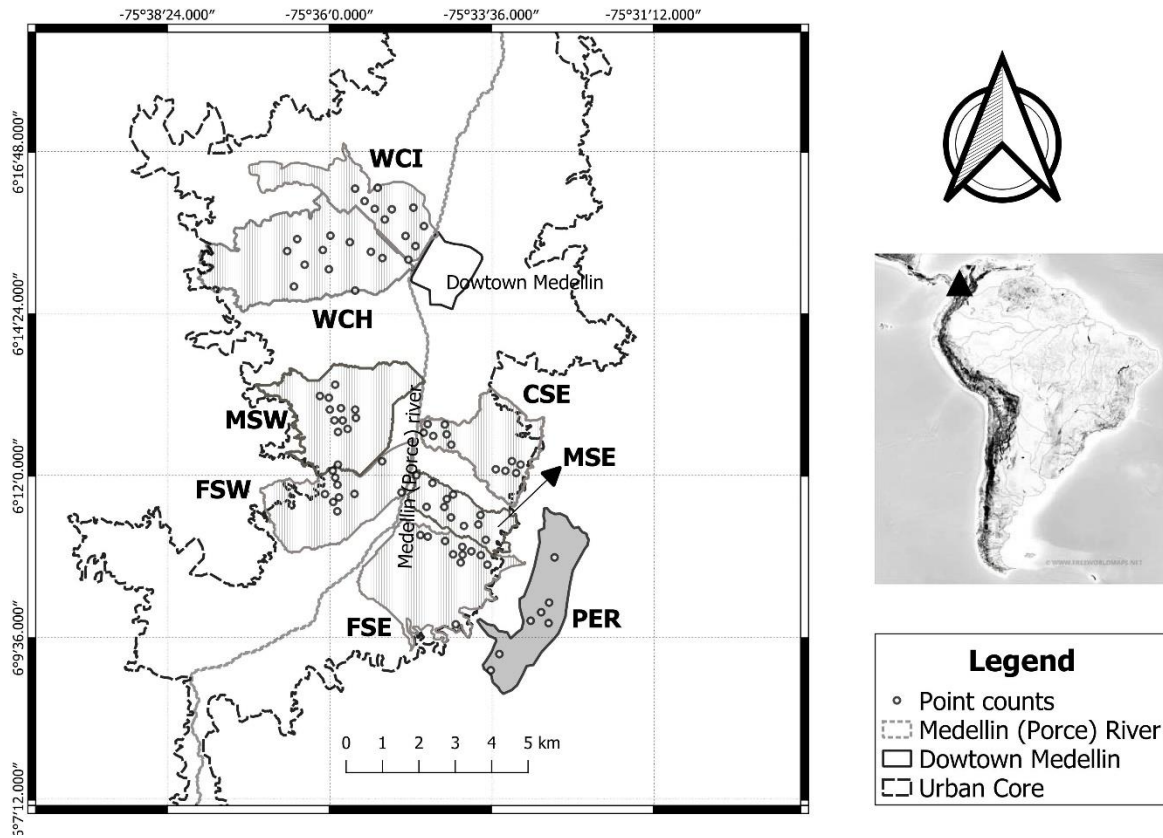 -75°38'24.000" -75°36'0.000" -75°33'36.000" -75°31'12.000"
6°16'48.000"
6°14'24.000"
6°12'0.000"
6°9'36.000"
6°7'12.000"
WCI
Dowtown Medellin
WCH
CSE
MSW
Medellin (Porce) river
MSE
FSW
PER
FSE
0 1 2 3 4 5 km
© WWW.FREEWORLDMAPS.NET
Legend
Point counts
Medellin (Porce) River
Dowtown Medellin
Urban Core